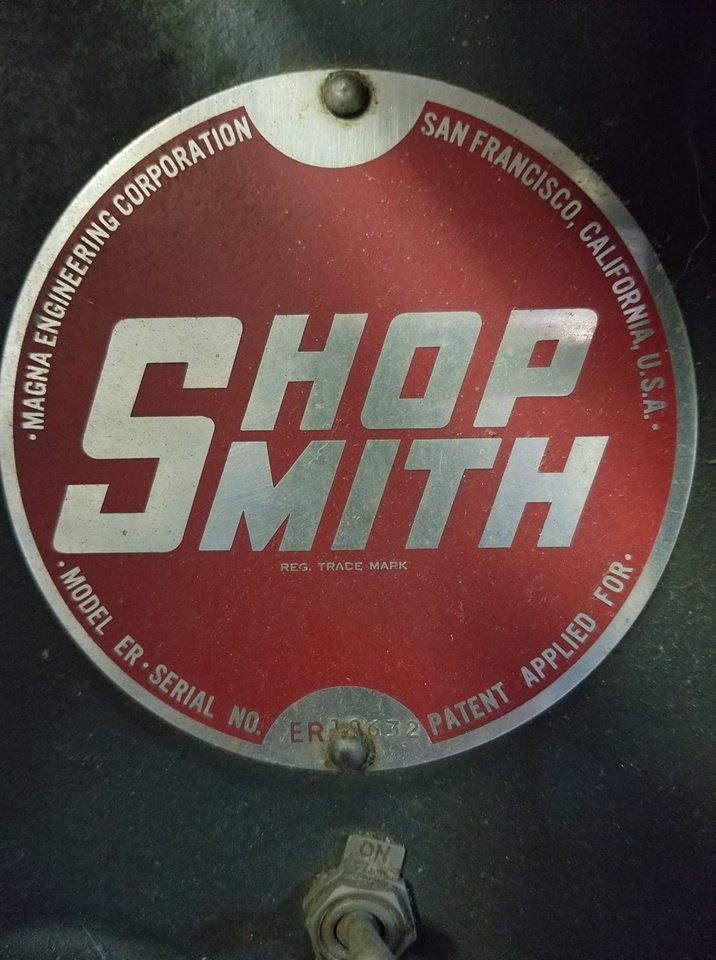 ·MAGNA ENGINEERING CORPORATION
SAN FRANCISCO, CALIFORNIA, U.S.A.·
SHOP
SMITH
REG. TRADE MARK
·MODEL ER·SERIAL NO.
PATENT APPLIED FOR·
ON